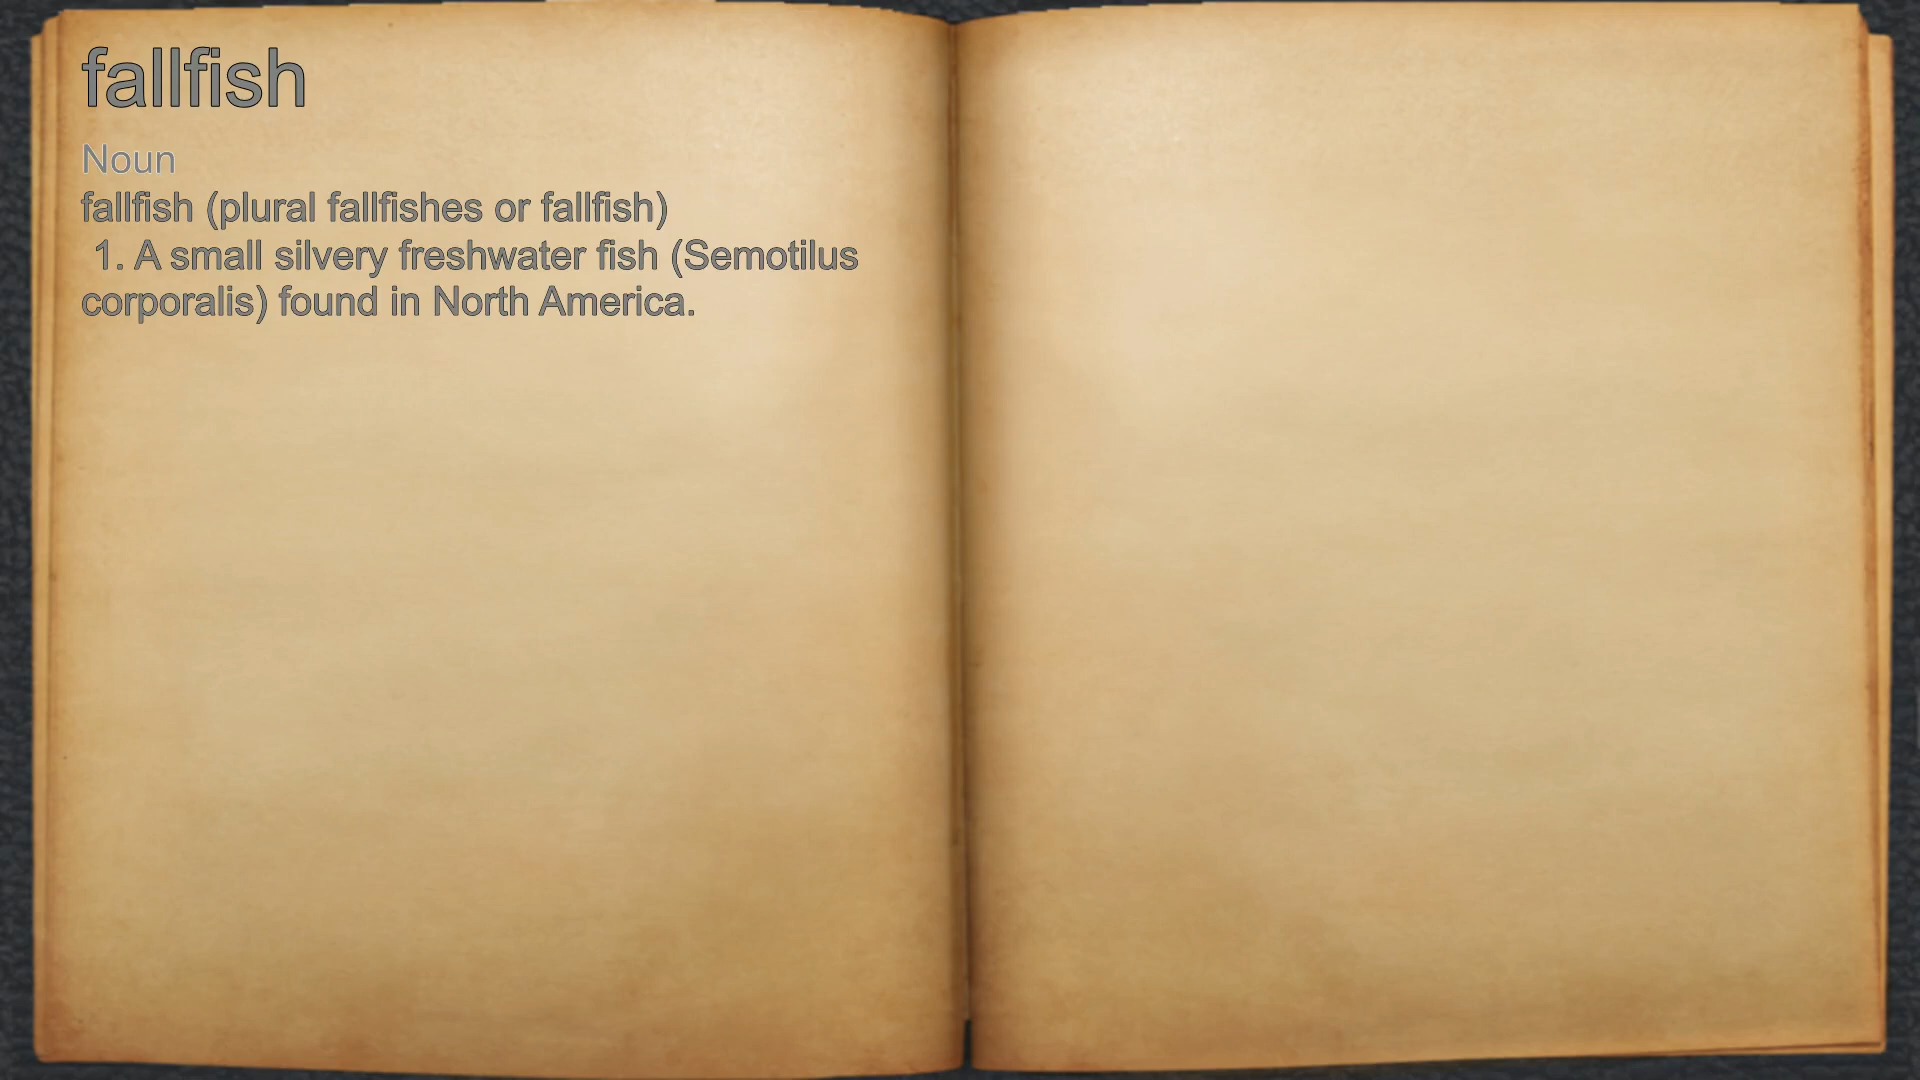 fallfish
Noun
fallfish (plural fallfishes or fallfish)
1. A small silvery freshwater fish (Semotilus
corporalis) found in North America.